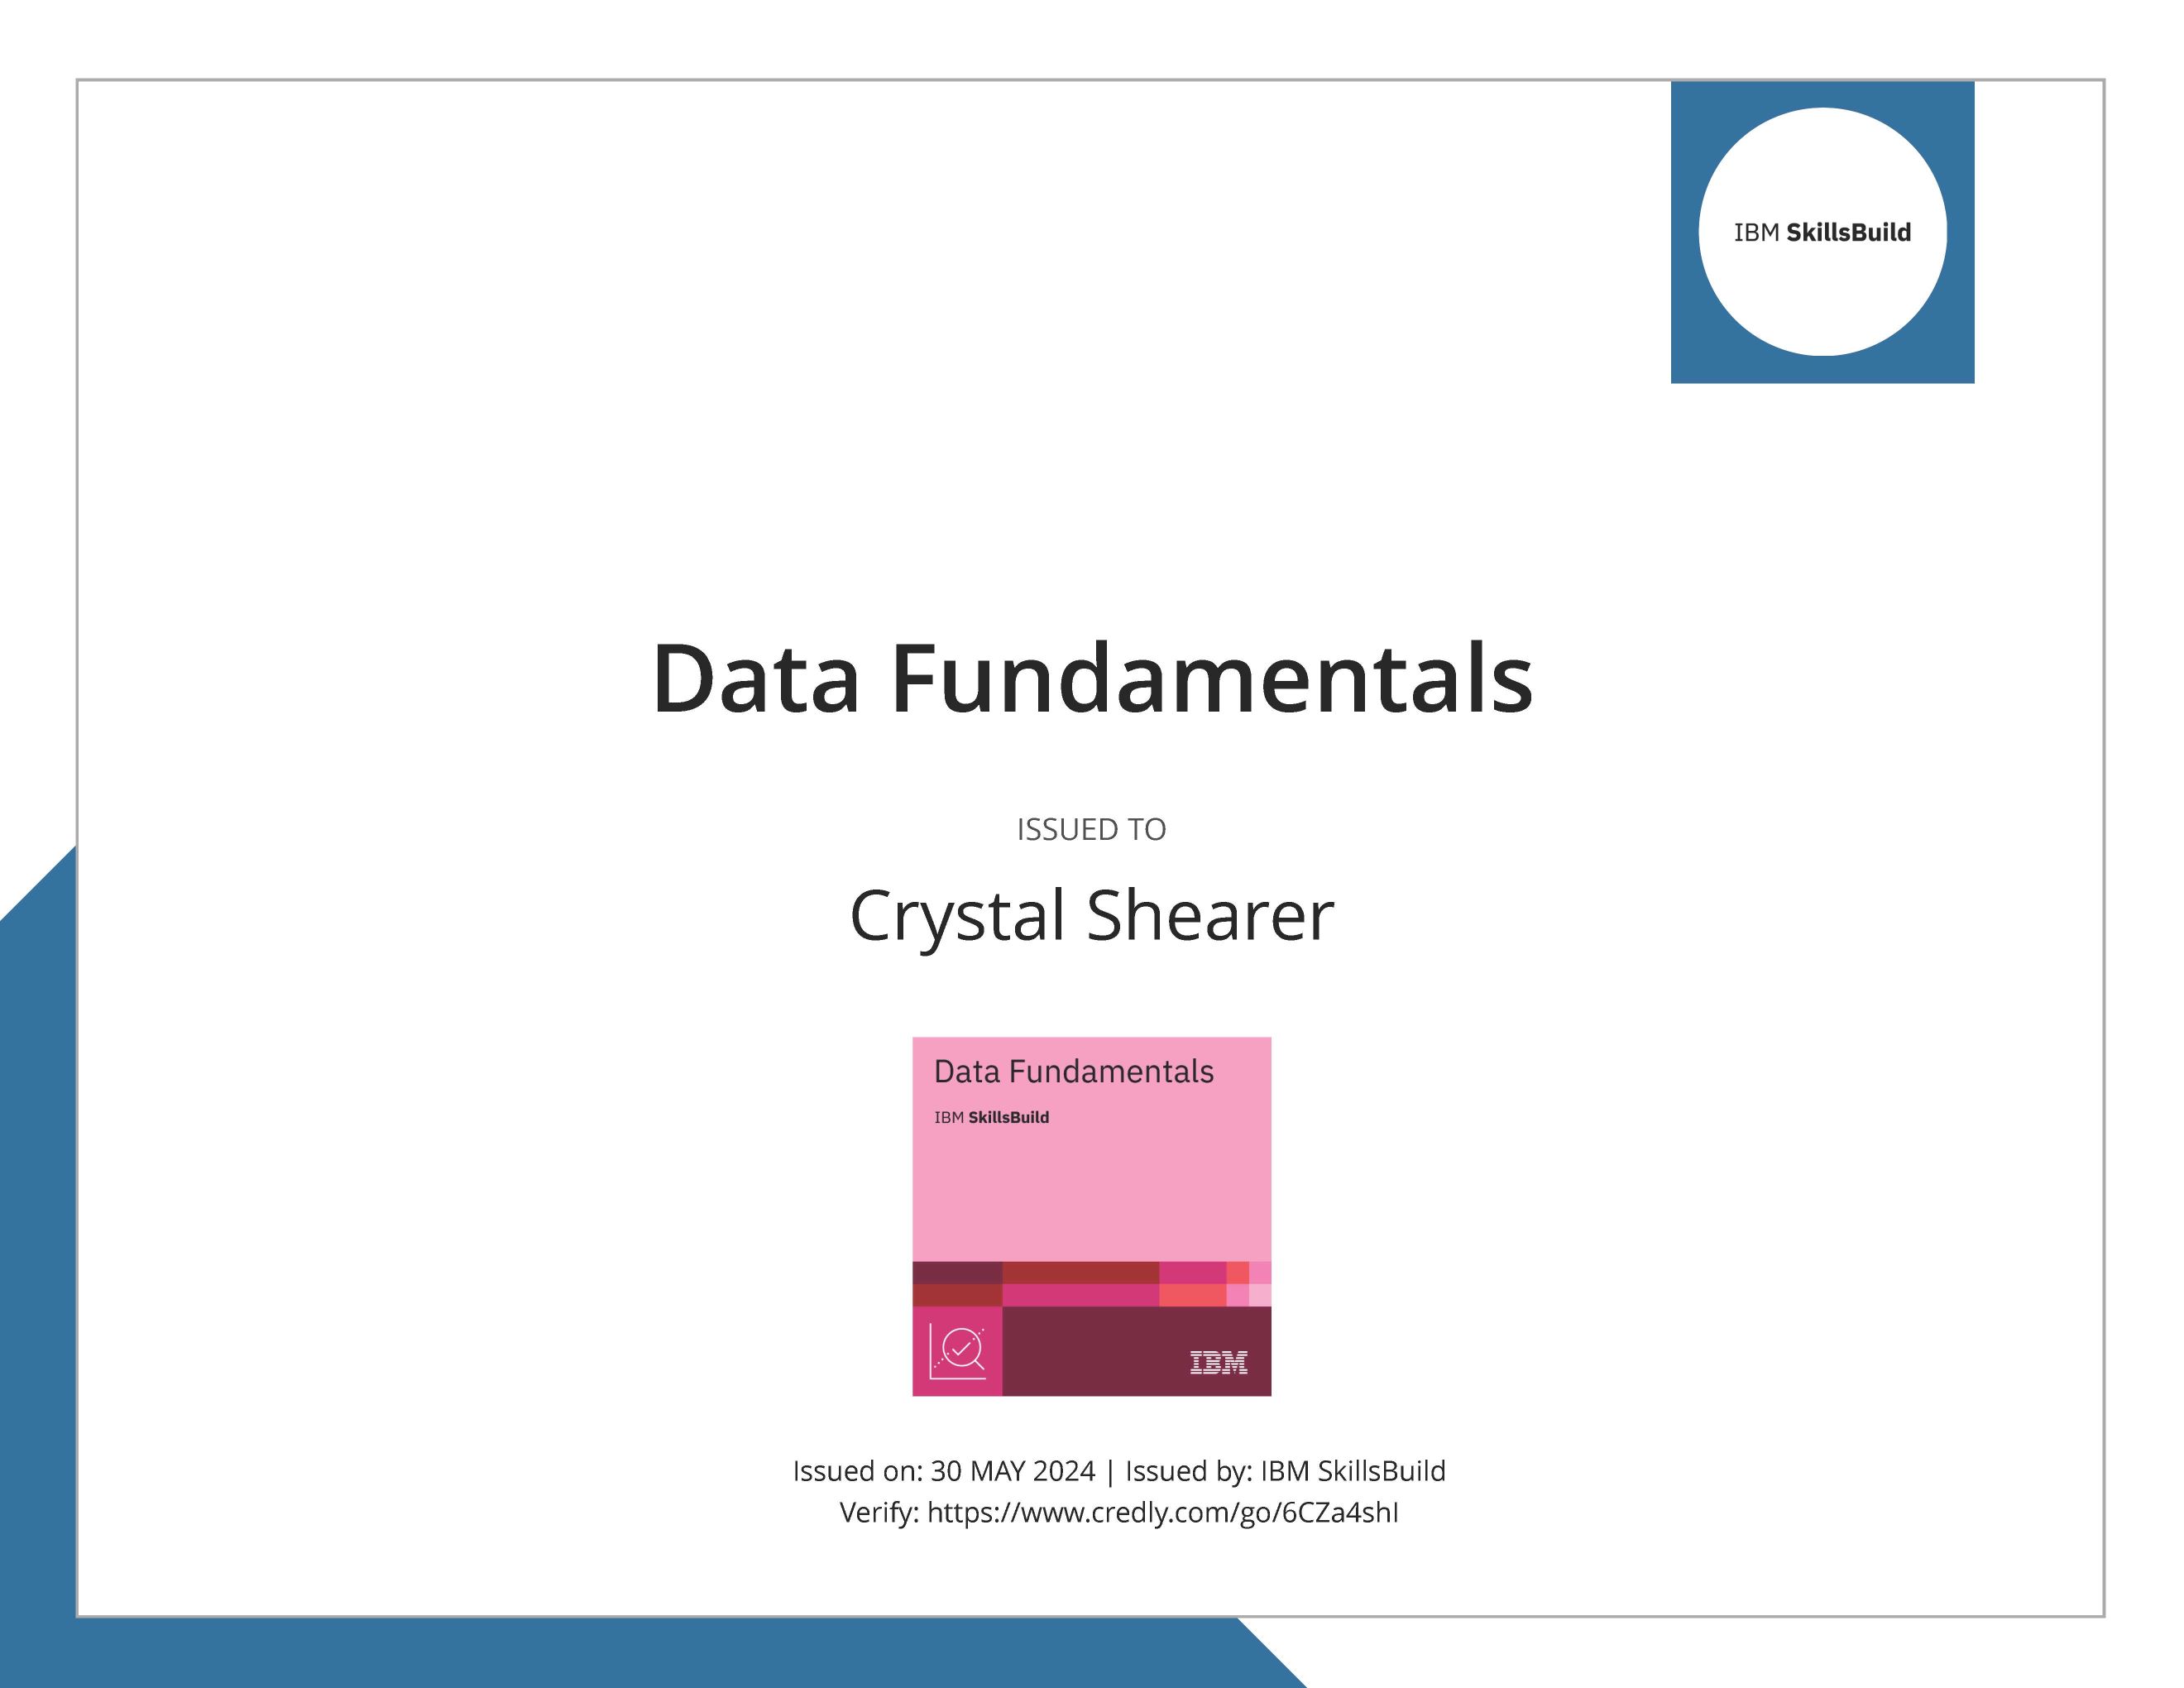 IBM SkillsBuild
Data Fundamentals
ISSUED TO
Crystal Shearer
Data Fundamentals
IBM SkillsBuild
IBM
Issued on: 30 MAY 2024 | Issued by: IBM SkillsBuild
Verify: https://www.credly.com/go/6CZa4shI